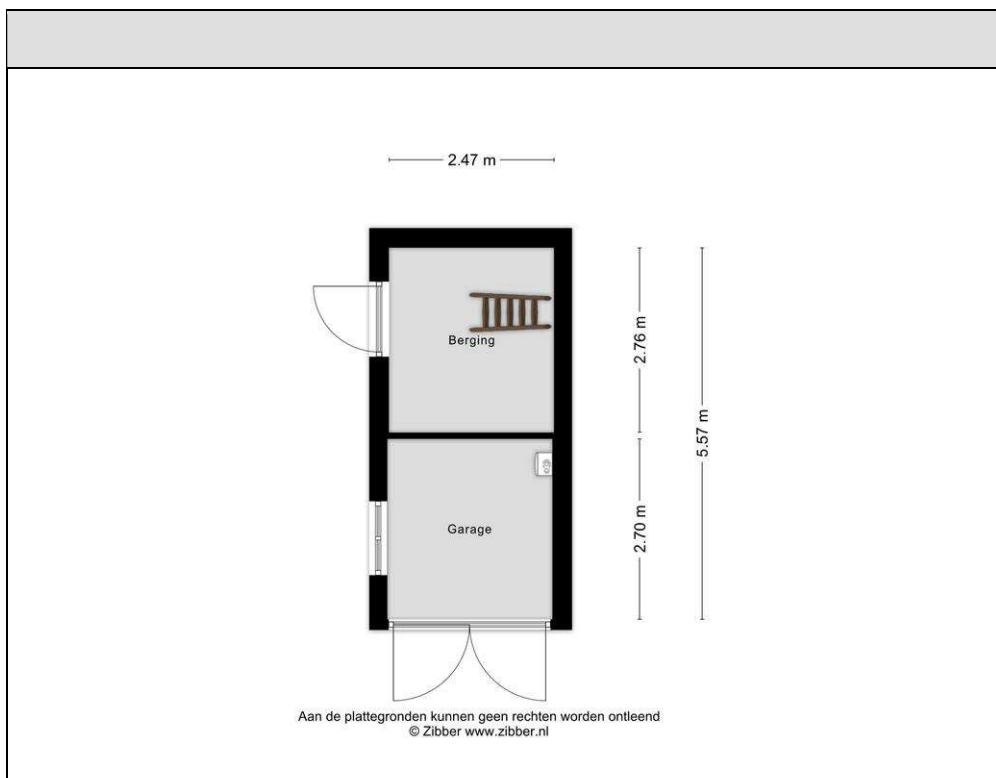 2.47 m
Berging
2.76 m
5.57 m
Garage
2.70 m
Aan de plattegronden kunnen geen rechten worden ontleend
© Zibber www.zibber.nl